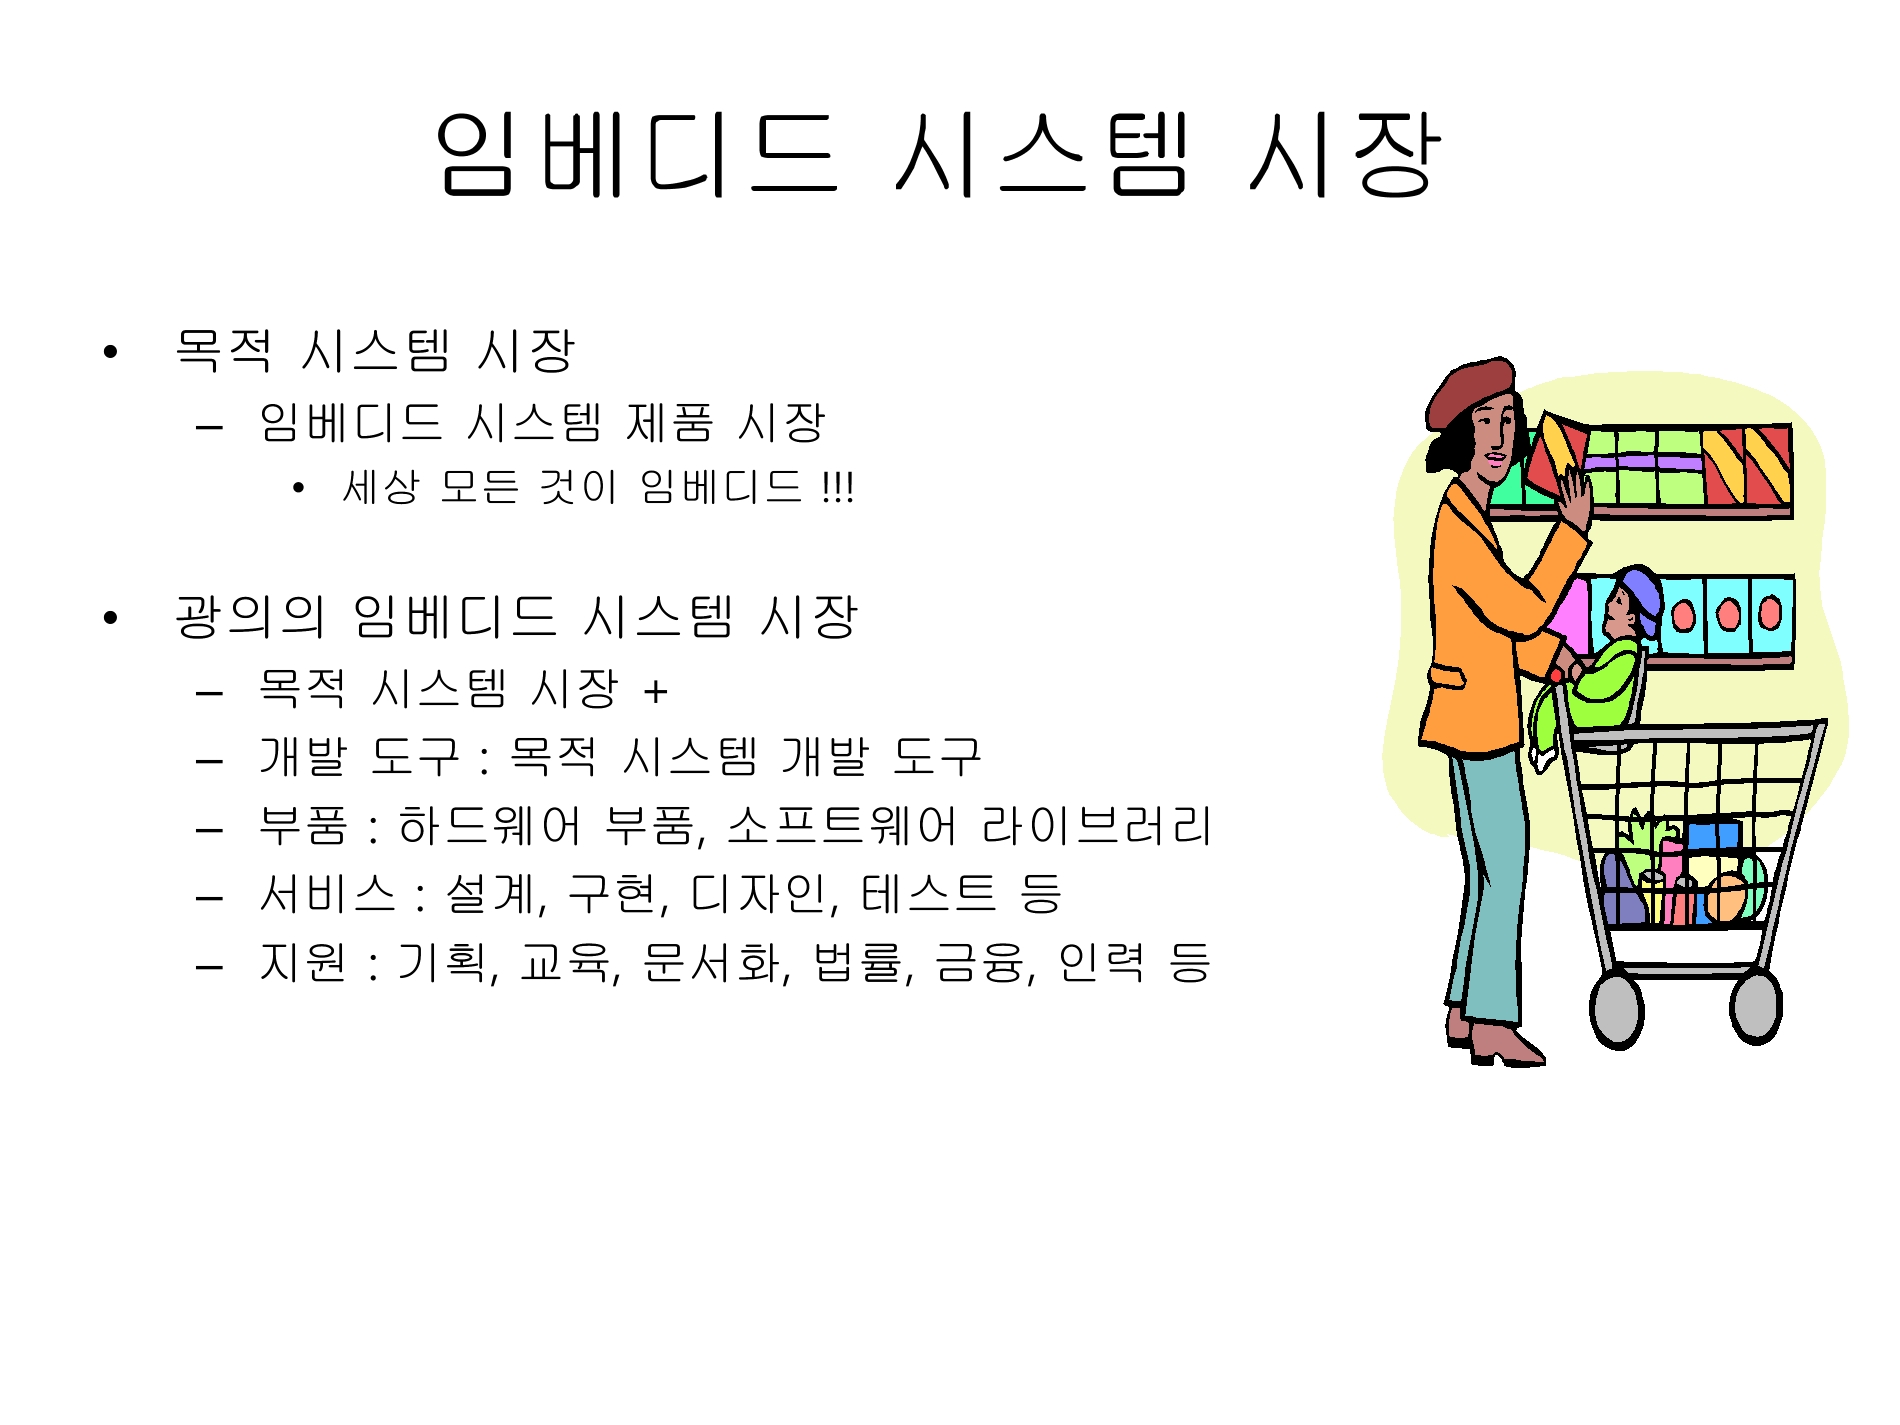 임베디드 시스템 시장
• 목적 시스템 시장
– 임베디드 시스템 제품 시장
• 세상 모든 것이 임베디드 !!!
• 광의의 임베디드 시스템 시장
– 목적 시스템 시장 +
– 개발 도구 : 목적 시스템 개발 도구
– 부품 : 하드웨어 부품, 소프트웨어 라이브러리
– 서비스 : 설계, 구현, 디자인, 테스트 등
– 지원 : 기획, 교육, 문서화, 법률, 금융, 인력 등